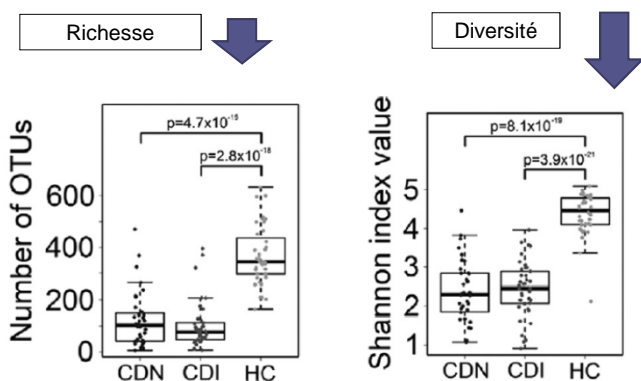 Richesse
Diversité
Number of OTUs
p=4.7x10⁻¹⁵
p=2.8x10⁻¹⁸
600
400
200
0
CDN CDI HC
Shannon index value
p=8.1x10⁻¹⁹
p=3.9x10⁻²¹
5
4
3
2
1
CDN CDI HC